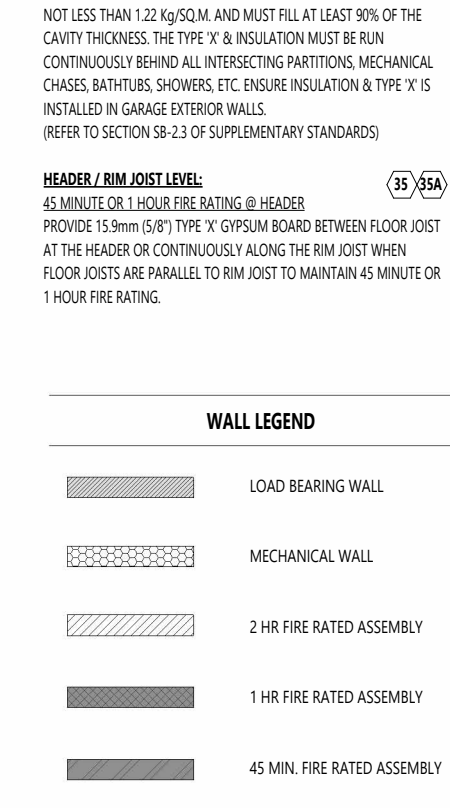 NOT LESS THAN 1.22 Kg/SQ.M. AND MUST FILL AT LEAST 90% OF THE
CAVITY THICKNESS. THE TYPE 'X' & INSULATION MUST BE RUN
CONTINUOUSLY BEHIND ALL INTERSECTING PARTITIONS, MECHANICAL
CHASES, BATHTUBS, SHOWERS, ETC. ENSURE INSULATION & TYPE 'X' IS
INSTALLED IN GARAGE EXTERIOR WALLS.
(REFER TO SECTION SB-2.3 OF SUPPLEMENTARY STANDARDS)
HEADER / RIM JOIST LEVEL:
35 35A
45 MINUTE OR 1 HOUR FIRE RATING @ HEADER
PROVIDE 15.9mm (5/8") TYPE 'X' GYPSUM BOARD BETWEEN FLOOR JOIST
AT THE HEADER OR CONTINUOUSLY ALONG THE RIM JOIST WHEN
FLOOR JOISTS ARE PARALLEL TO RIM JOIST TO MAINTAIN 45 MINUTE OR
1 HOUR FIRE RATING.
WALL LEGEND
LOAD BEARING WALL
MECHANICAL WALL
2 HR FIRE RATED ASSEMBLY
1 HR FIRE RATED ASSEMBLY
45 MIN. FIRE RATED ASSEMBLY